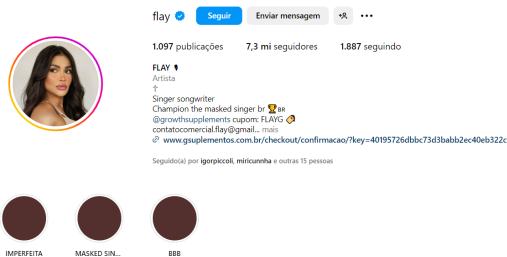 flay Seguir Enviar mensagem
1.097 publicações 7,3 mi seguidores 1.887 seguindo
FLAY
Artista
†
Singer songwriter
Champion the masked singer br 🏆 BR
@growthsupplements cupom: FLAYG
contatocomercial.flay@gmail... mais
www.gsuplementos.com.br/checkout/confirmacao/?key=40195726dbbc73d3babb2ec40eb322c
Seguido(a) por igorpiccoli, miricunnha e outras 15 pessoas
IMPERFEITA MASKED SIN... BBB